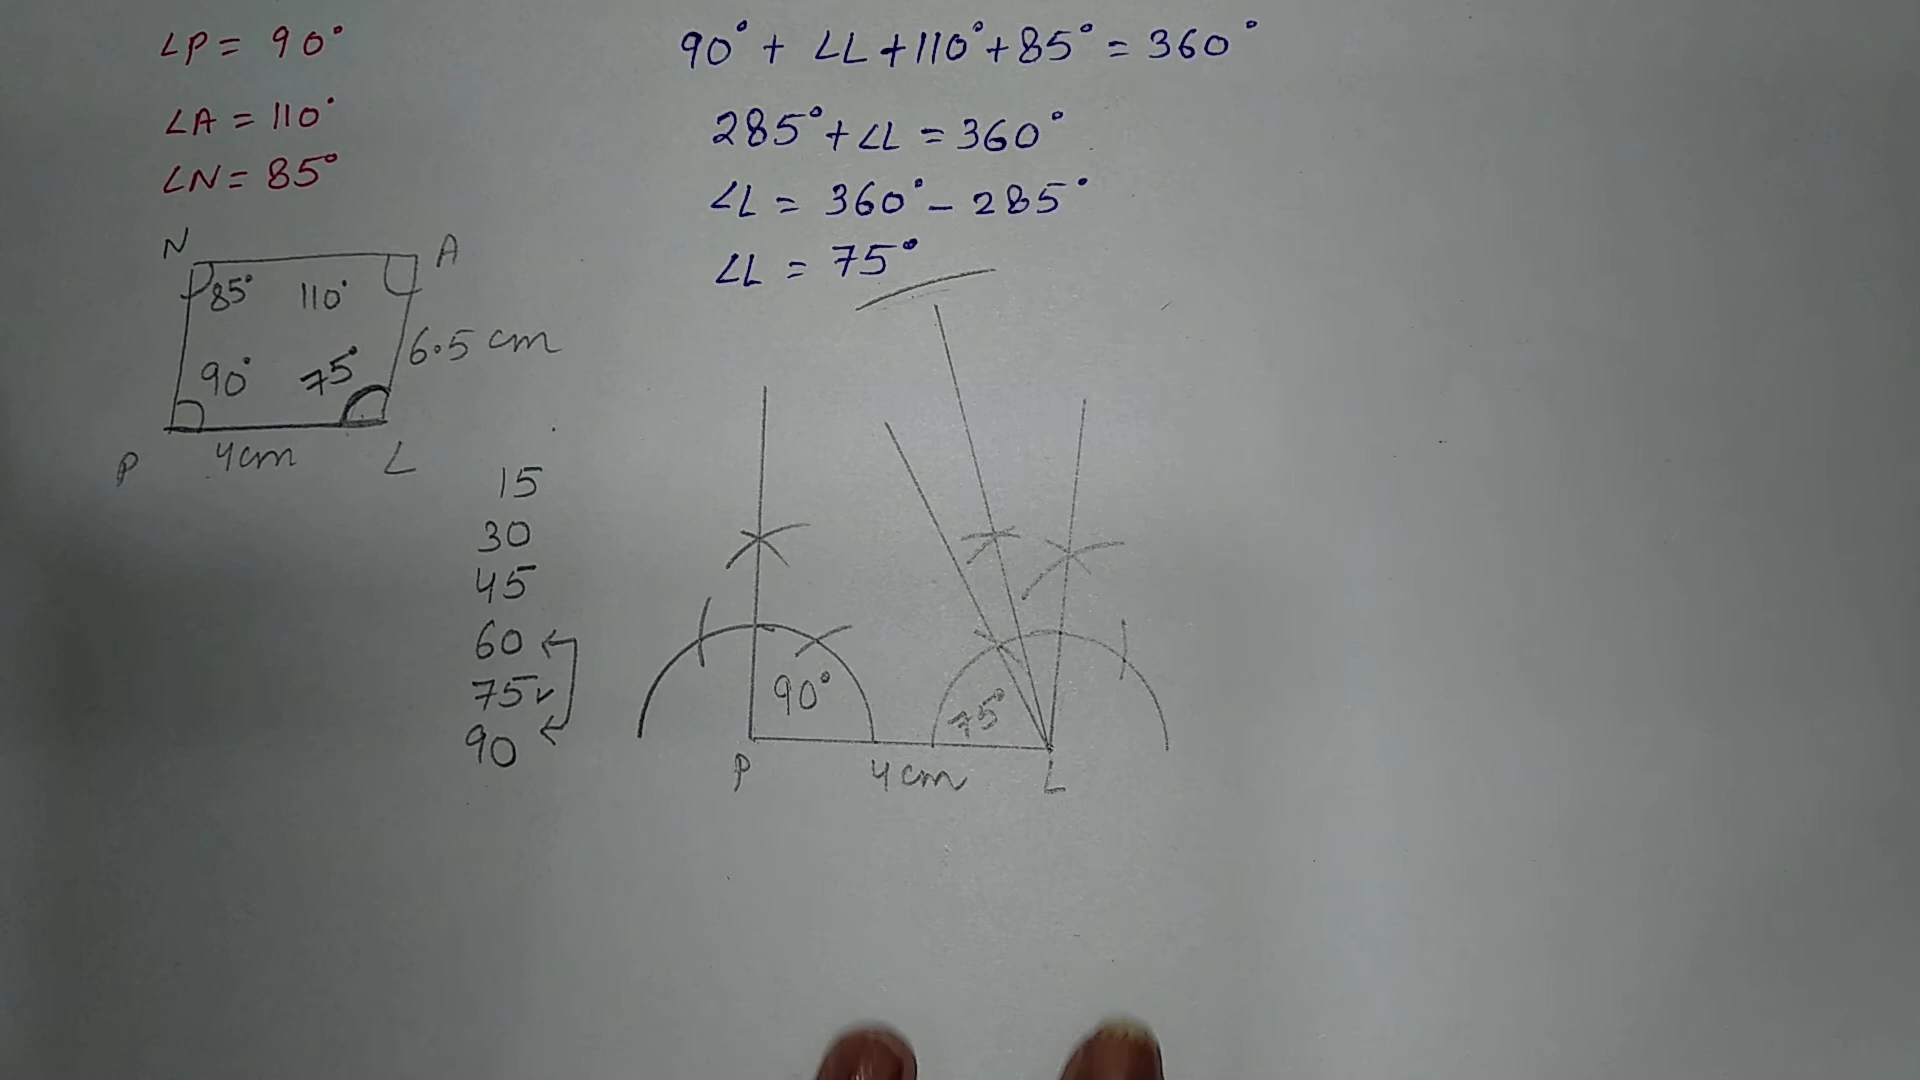 ∠P = 90°
∠A = 110°
∠N = 85°
90° + ∠L + 110° + 85° = 360°
285° + ∠L = 360°
∠L = 360° - 285°
∠L = 75°
N A
85° 110°
6.5 cm
90° 75°
P 4cm L
15
30
45
60
75✓
90
90° 75°
P 4cm L